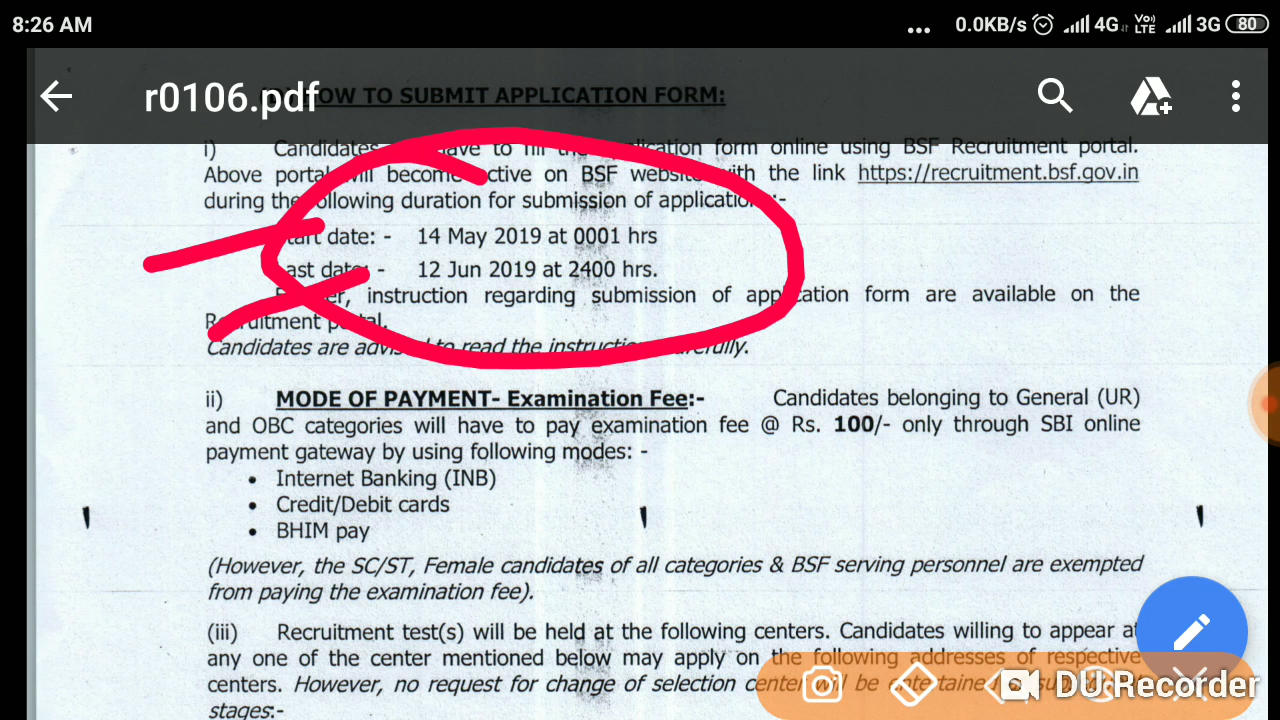 8:26 AM
... 0.0KB/s 4G Vo) LTE 3G 80
r0106.pdf
OW TO SUBMIT APPLICATION FORM:
i) Candidates have to fill the application form online using BSF Recruitment portal.
Above portal will become active on BSF website with the link https://recruitment.bsf.gov.in
during the following duration for submission of application:-
Start date: - 14 May 2019 at 0001 hrs
Last date: - 12 Jun 2019 at 2400 hrs.
instruction regarding submission of application form are available on the
Recruitment portal.
Candidates are advised to read the instructions carefully.
ii) MODE OF PAYMENT- Examination Fee:- Candidates belonging to General (UR)
and OBC categories will have to pay examination fee @ Rs. 100/- only through SBI online
payment gateway by using following modes: -
• Internet Banking (INB)
• Credit/Debit cards
• BHIM pay
(However, the SC/ST, Female candidates of all categories & BSF serving personnel are exempted
from paying the examination fee).
(iii) Recruitment test(s) will be held at the following centers. Candidates willing to appear at
any one of the center mentioned below may apply on the following addresses of respective
centers. However, no request for change of selection center will be entertained
stages:-
DU Recorder